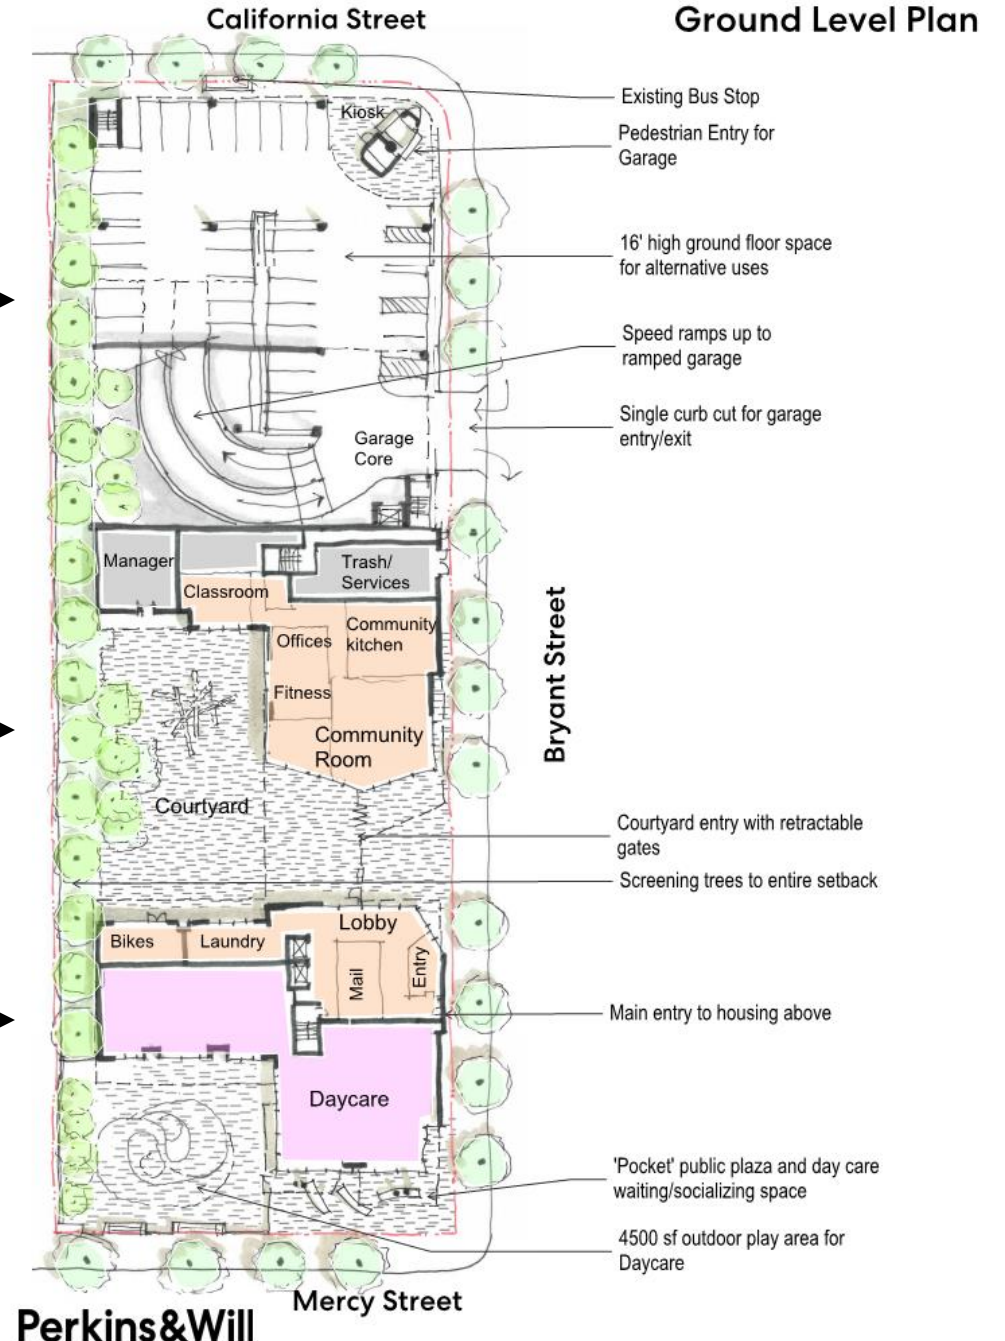 California Street
Ground Level Plan
Existing Bus Stop
Kiosk
Pedestrian Entry for
Garage
16' high ground floor space
for alternative uses
Speed ramps up to
ramped garage
Single curb cut for garage
entry/exit
Garage
Core
Manager
Trash/
Services
Classroom
Offices
Community
kitchen
Fitness
Community
Room
Bryant Street
Courtyard
Courtyard entry with retractable
gates
Screening trees to entire setback
Lobby
Bikes
Laundry
Mail
Entry
Main entry to housing above
Daycare
'Pocket' public plaza and day care
waiting/socializing space
4500 sf outdoor play area for
Daycare
Mercy Street
Perkins&Will